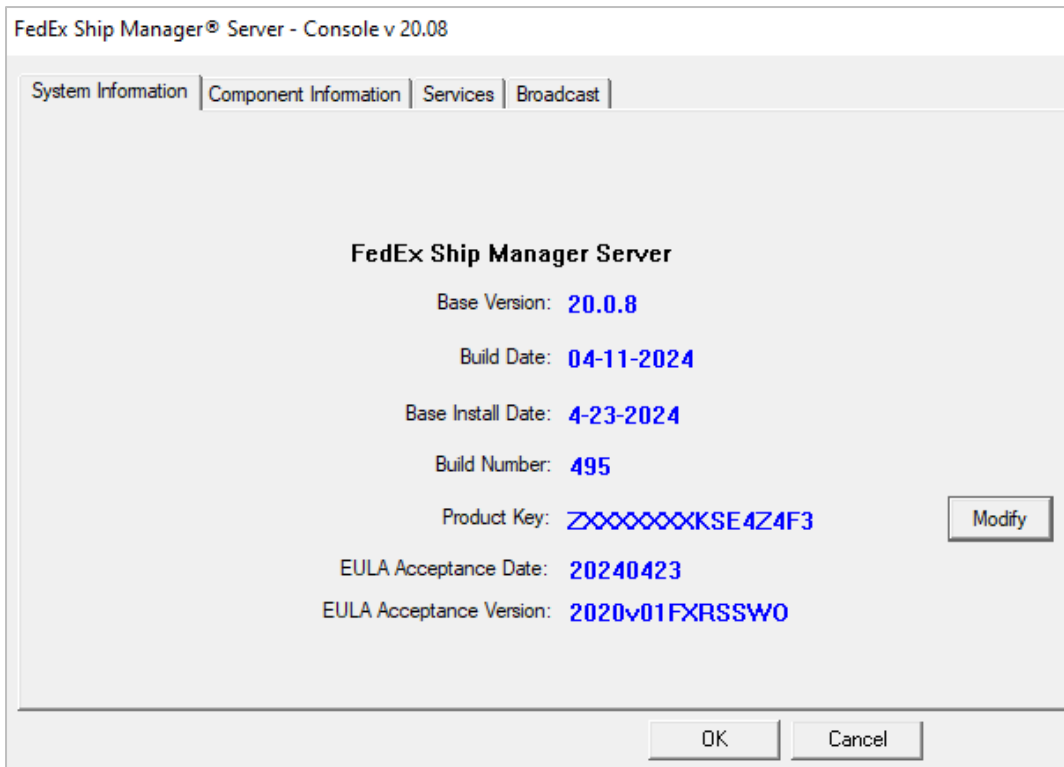 FedEx Ship Manager® Server - Console v 20.08
System Information Component Information Services Broadcast
FedEx Ship Manager Server
Base Version: 20.0.8
Build Date: 04-11-2024
Base Install Date: 4-23-2024
Build Number: 495
Product Key: ZXXXXXXXKSE4Z4F3 Modify
EULA Acceptance Date: 20240423
EULA Acceptance Version: 2020v01FXRSSWO
OK Cancel